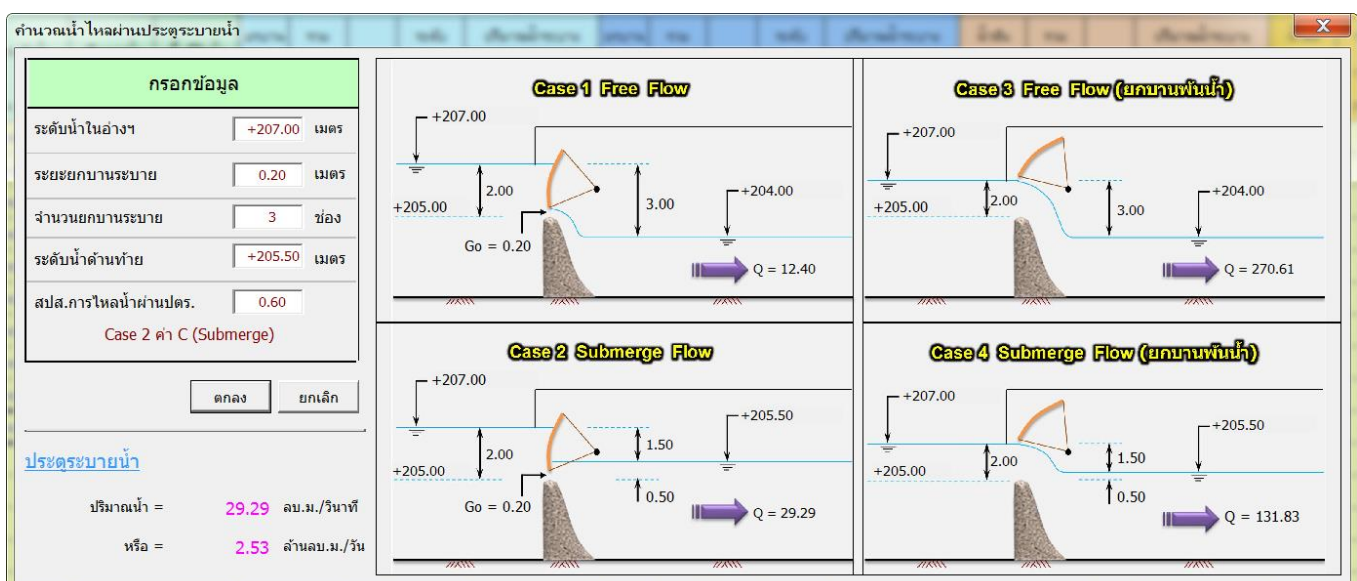 คำนวณน้ำไหลผ่านประตูระบายน้ำ
กรอกข้อมูล
ระดับน้ำในอ่างฯ +207.00 เมตร
ระยะยกบานระบาย 0.20 เมตร
จำนวนยกบานระบาย 3 ช่อง
ระดับน้ำด้านท้าย +205.50 เมตร
สปส.การไหลน้ำผ่านปตร. 0.60
Case 2 ค่า C (Submerge)
ตกลง ยกเลิก
ประตูระบายน้ำ
ปริมาณน้ำ = 29.29 ลบ.ม./วินาที
หรือ = 2.53 ล้านลบ.ม./วัน
Case 1 Free Flow
+207.00
2.00
+205.00
3.00
+204.00
Go = 0.20
Q = 12.40
Case 3 Free Flow (ยกบานพ้นน้ำ)
+207.00
2.00
+205.00
3.00
+204.00
Q = 270.61
Case 2 Submerge Flow
+207.00
+205.50
1.50
2.00
+205.00
0.50
Go = 0.20
Q = 29.29
Case 4 Submerge Flow (ยกบานพ้นน้ำ)
+207.00
+205.50
1.50
2.00
+205.00
0.50
Q = 131.83